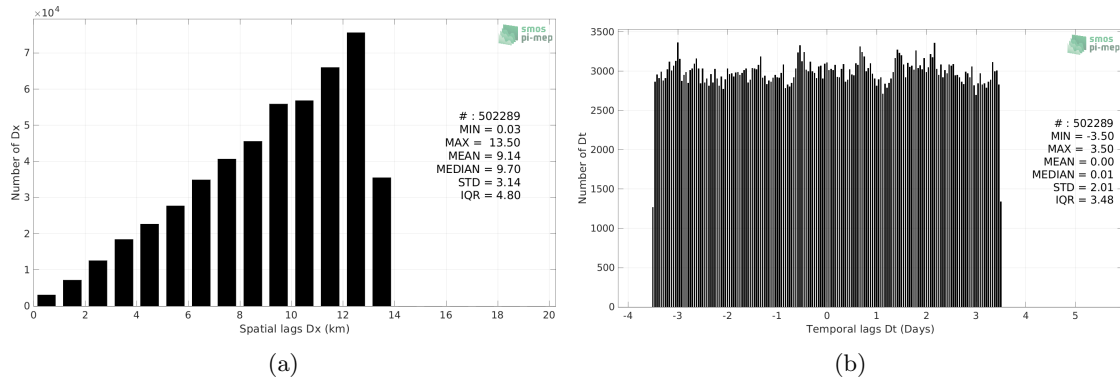 ×10⁴
7
6
5
4
3
2
1
0
Number of Dx
0 2 4 6 8 10 12 14 16 18 20
Spatial lags Dx (km)
smos
pi-mep
# : 502289
MIN = 0.03
MAX = 13.50
MEAN = 9.14
MEDIAN = 9.70
STD = 3.14
IQR = 4.80
(a)
3500
3000
2500
2000
1500
1000
500
0
Number of Dt
-4 -3 -2 -1 0 1 2 3 4 5
Temporal lags Dt (Days)
smos
pi-mep
# : 502289
MIN = -3.50
MAX = 3.50
MEAN = 0.00
MEDIAN = 0.01
STD = 2.01
IQR = 3.48
(b)